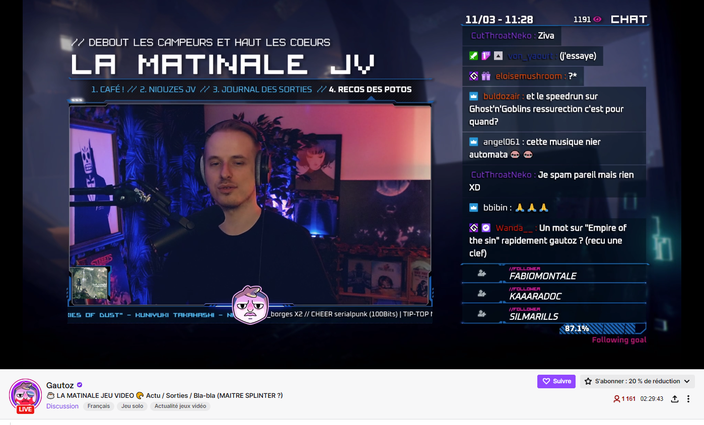 11/03 - 11:28
1191
CHAT
// DEBOUT LES CAMPEURS ET HAUT LES COEURS
LA MATINALE JV
1. CAFÉ ! // 2. NIOUZES JV // 3. JOURNAL DES SORTIES // 4. RECOS DES POTOS
CutThroatNeko : Ziva
(j'essaye)
eloisemushroom : ?*
buldozair : et le speedrun sur
Ghost'n'Goblins ressurection c'est pour
quand?
angel061 : cette musique nier
automata
CutThroatNeko : Je spam pareil mais rien
XD
bbibin : 🙏 🙏 🙏
Wanda__ : Un mot sur "Empire of
the sin" rapidement gautoz ? (recu une
clef)
//FOLLOWER
FABIOMONTALE
//FOLLOWER
KAAARADOC
//FOLLOWER
SILMARILLS
87.1%
Following goal
IES OF DUST" - KUNIYUKI TAKAHASHI - N
_borges X2 // CHEER serialpunk (100Bits) | TIP-TOP
Gautoz
LIVE
LA MATINALE JEU VIDEO 🥐 Actu / Sorties / Bla-bla (MAITRE SPLINTER ?)
Discussion Français Jeu solo Actualité jeux vidéo
Suivre
S'abonner : 20 % de réduction
1 161
02:29:43